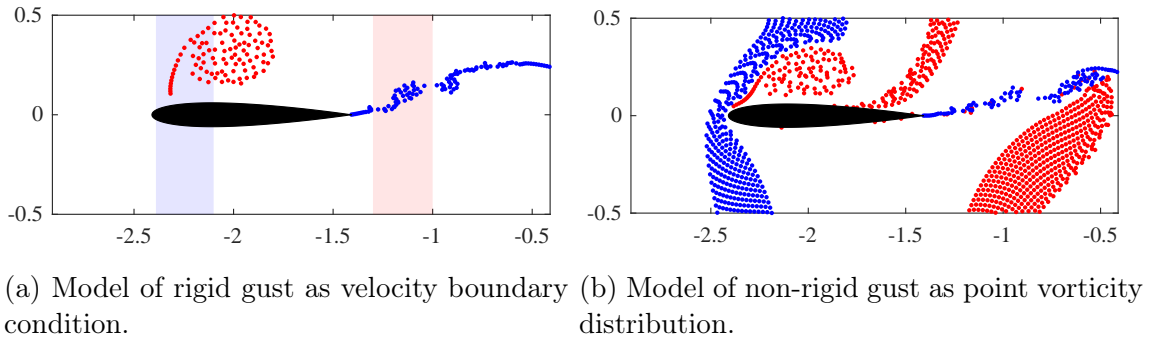 0.5
0
-0.5
-2.5 -2 -1.5 -1 -0.5
0.5
0
-0.5
-2.5 -2 -1.5 -1 -0.5
(a) Model of rigid gust as velocity boundary
condition.
(b) Model of non-rigid gust as point vorticity
distribution.